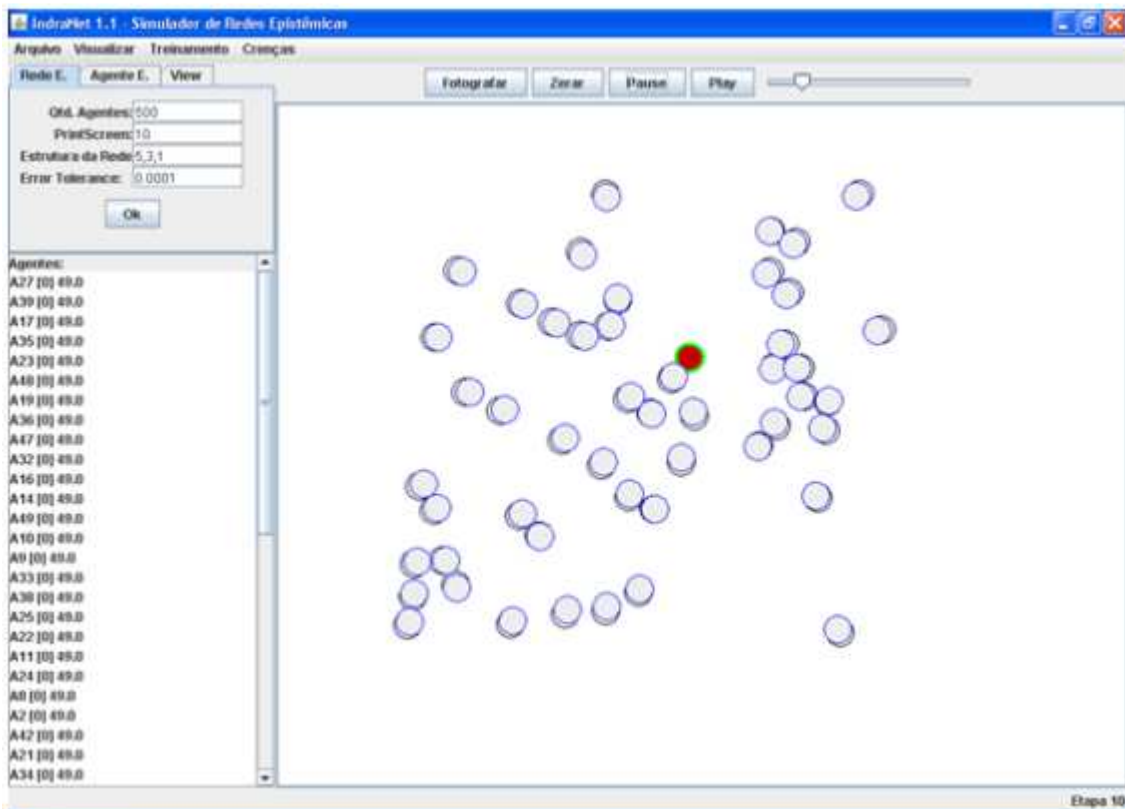 IndraNet 1.1 - Simulador de Redes Epistêmicas
Arquivo Visualizar Treinamento Crenças
Rede E. Agente E. View
Fotografar Zerar Pause Play
Qtd. Agentes: 500
PrintScreen: 10
Estrutura da Rede 5,3,1
Error Tolerance: 0.0001
Ok
Agentes:
A27 [0] 49.0
A39 [0] 49.0
A17 [0] 49.0
A35 [0] 49.0
A23 [0] 49.0
A48 [0] 49.0
A19 [0] 49.0
A36 [0] 49.0
A47 [0] 49.0
A32 [0] 49.0
A16 [0] 49.0
A14 [0] 49.0
A49 [0] 49.0
A10 [0] 49.0
A9 [0] 49.0
A33 [0] 49.0
A38 [0] 49.0
A25 [0] 49.0
A22 [0] 49.0
A11 [0] 49.0
A24 [0] 49.0
A8 [0] 49.0
A2 [0] 49.0
A42 [0] 49.0
A21 [0] 49.0
A34 [0] 49.0
Etapa 10